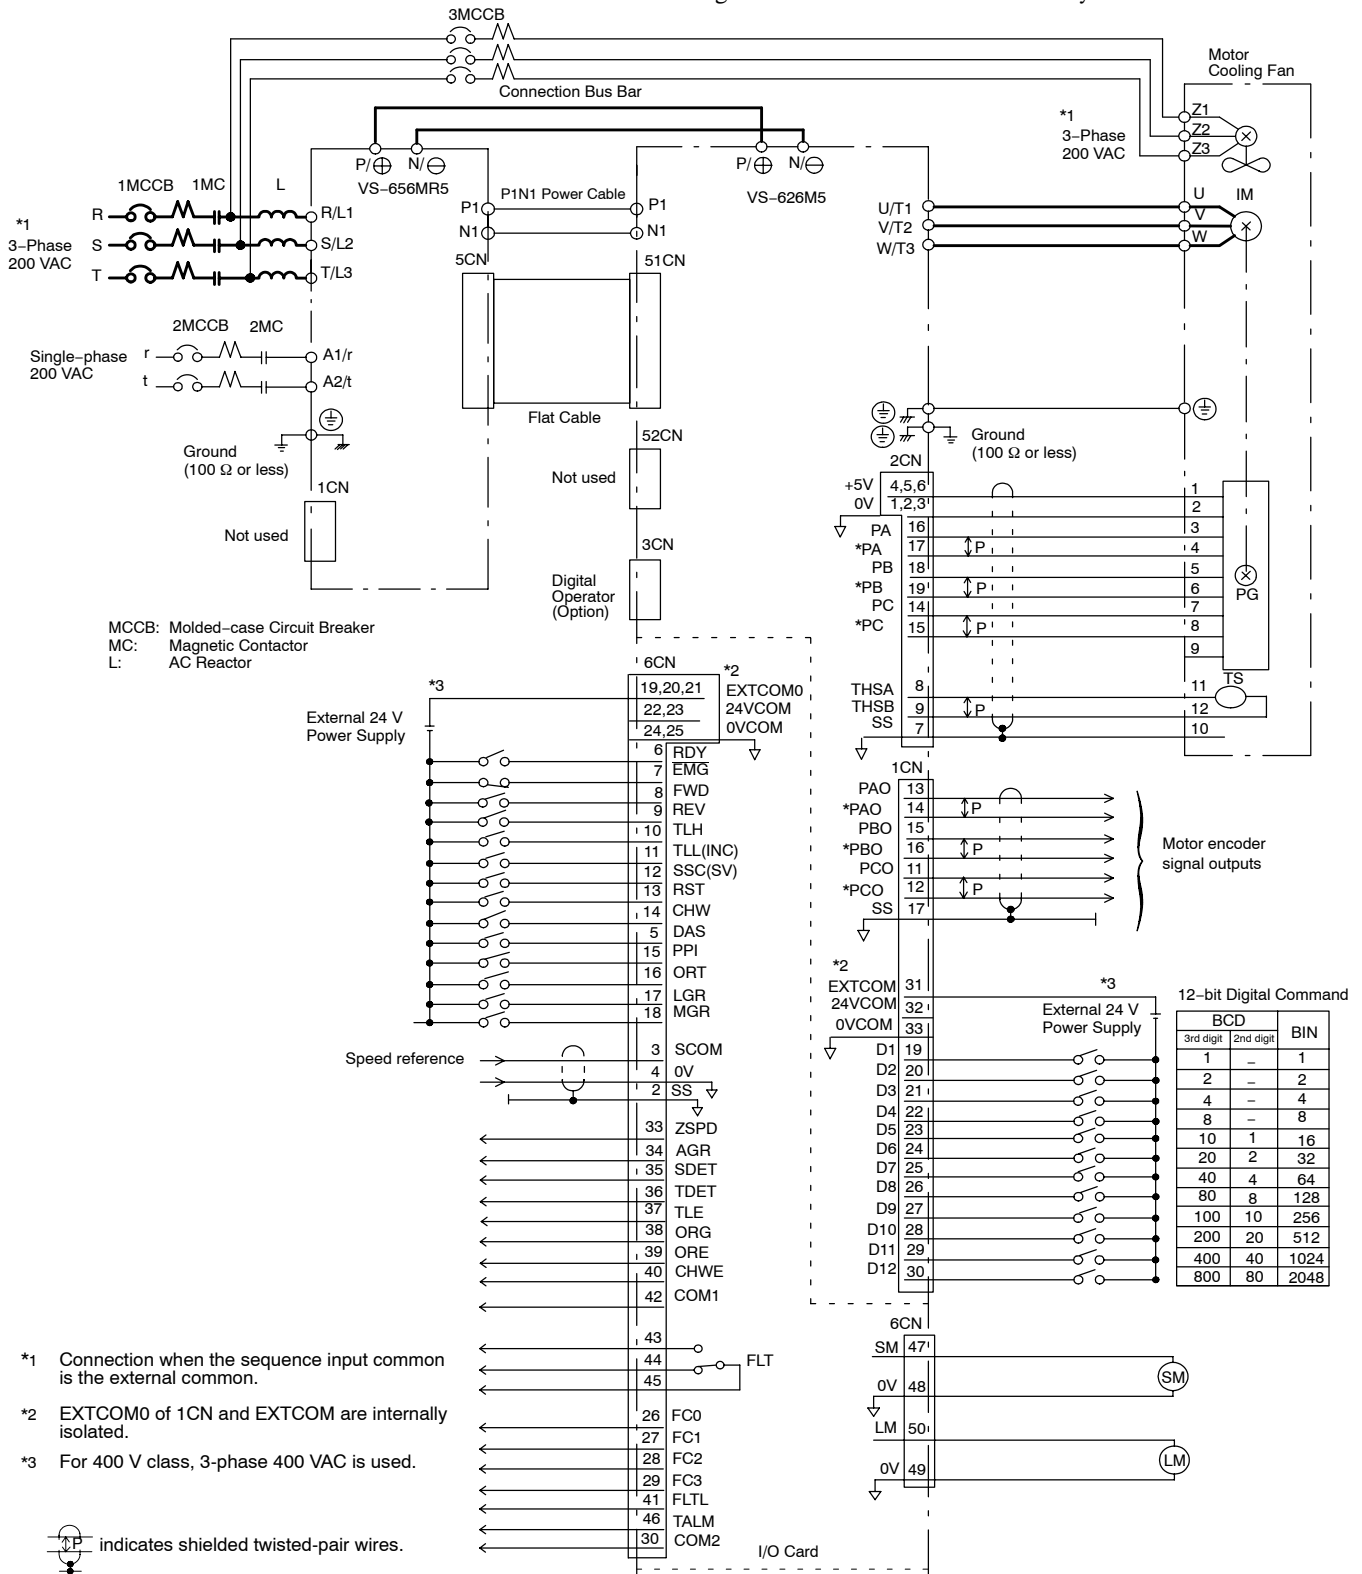 3MCCB
Connection Bus Bar
Motor
Cooling Fan
*1
3−Phase
200 VAC
Z1
Z2
Z3
P/⊕ N/⊖
VS−656MR5
P/⊕ N/⊖
VS−626M5
1MCCB 1MC L
*1
3−Phase
200 VAC
R
S
T
R/L1
S/L2
T/L3
P1N1 Power Cable
P1
N1
P1
N1
U/T1
V/T2
W/T3
U
V
W
IM
5CN
51CN
2MCCB 2MC
Single−phase
200 VAC
r
t
A1/r
A2/t
Flat Cable
Ground
(100 Ω or less)
Ground
(100 Ω or less)
1CN
Not used
52CN
Not used
3CN
Digital
Operator
(Option)
MCCB: Molded−case Circuit Breaker
MC: Magnetic Contactor
L: AC Reactor
2CN
+5V 4,5,6 1
0V 1,2,3 2
PA 16 3
*PA 17 P 4
PB 18 5
*PB 19 P 6
PC 14 7
*PC 15 P 8
9
PG
TS
THSA 8 11
THSB 9 P 12
SS 7 10
6CN
*2
*3
External 24 V
Power Supply
19,20,21 EXTCOM0
22,23 24VCOM
24,25 0VCOM
6 RDY
7 EMG
8 FWD
9 REV
10 TLH
11 TLL(INC)
12 SSC(SV)
13 RST
14 CHW
5 DAS
15 PPI
16 ORT
17 LGR
18 MGR
Speed reference
3 SCOM
4 0V
2 SS
33 ZSPD
34 AGR
35 SDET
36 TDET
37 TLE
38 ORG
39 ORE
40 CHWE
42 COM1
43
44 FLT
45
26 FC0
27 FC1
28 FC2
29 FC3
41 FLTL
46 TALM
30 COM2
I/O Card
1CN
PAO 13
*PAO 14 P
PBO 15
*PBO 16 P
PCO 11
*PCO 12 P
SS 17
Motor encoder
signal outputs
*2
EXTCOM 31
24VCOM 32
0VCOM 33
*3
External 24 V
Power Supply
D1 19
D2 20
D3 21
D4 22
D5 23
D6 24
D7 25
D8 26
D9 27
D10 28
D11 29
D12 30
12−bit Digital Command
BCD BIN
3rd digit 2nd digit
1 − 1
2 − 2
4 − 4
8 − 8
10 1 16
20 2 32
40 4 64
80 8 128
100 10 256
200 20 512
400 40 1024
800 80 2048
6CN
SM 47
SM
0V 48
LM 50
LM
0V 49
*1 Connection when the sequence input common
is the external common.
*2 EXTCOM0 of 1CN and EXTCOM are internally
isolated.
*3 For 400 V class, 3-phase 400 VAC is used.
P indicates shielded twisted-pair wires.